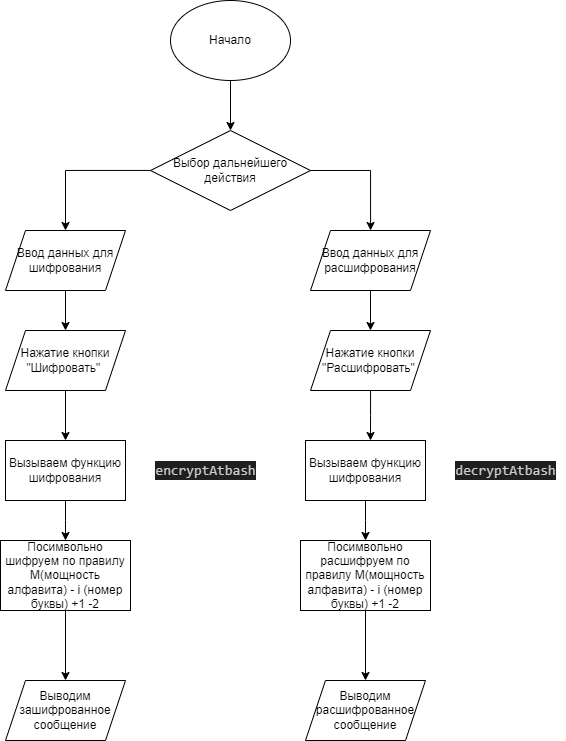 Начало
Выбор дальнейшего
действия
Ввод данных для
шифрования
Ввод данных для
расшифрования
Нажатие кнопки
"Шифровать"
Нажатие кнопки
"Расшифровать"
Вызываем функцию
шифрования
encryptAtbash
Вызываем функцию
шифрования
decryptAtbash
Посимвольно
шифруем по правилу
М(мощность
алфавита) - i (номер
буквы) +1 -2
Посимвольно
расшифруем по
правилу М(мощность
алфавита) - i (номер
буквы) +1 -2
Выводим
зашифрованное
сообщение
Выводим
расшифрованное
сообщение